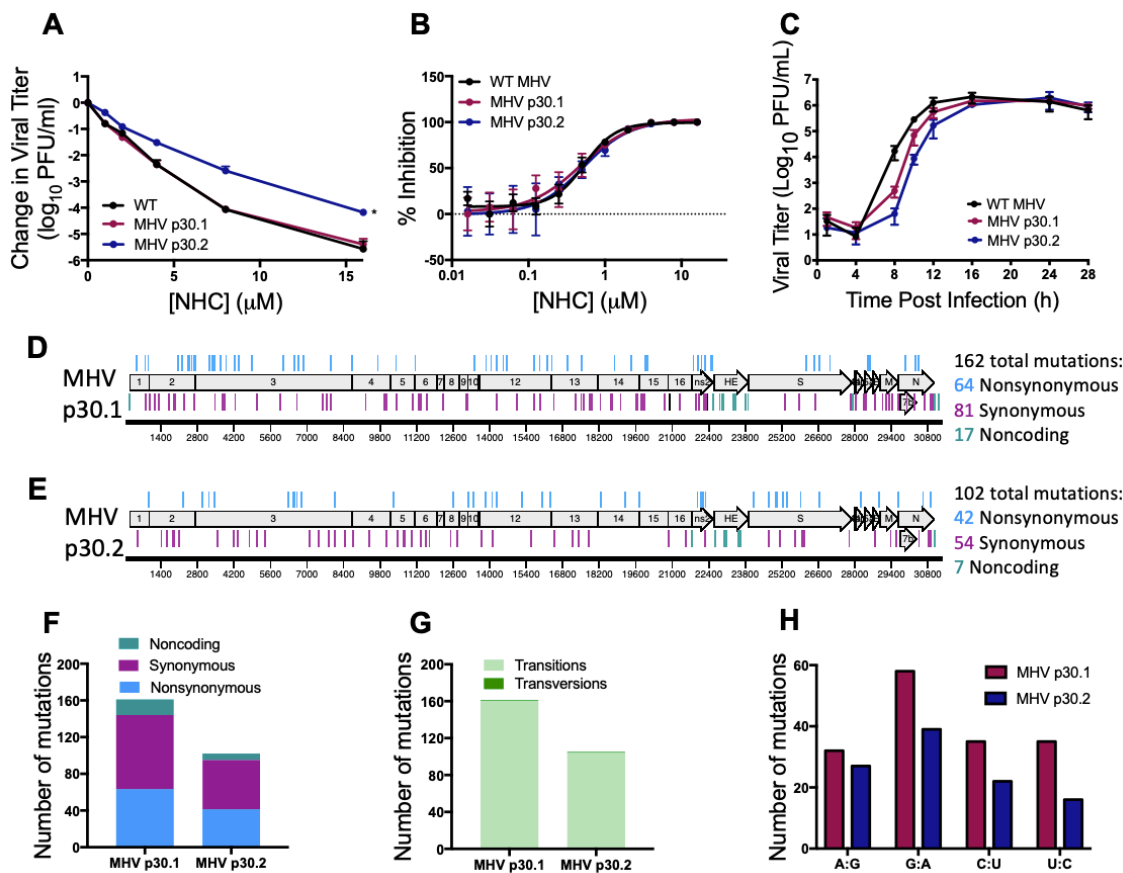 A
Change in Viral Titer
(log10 PFU/ml)
1
0
-1
-2
-3
-4
-5
-6
WT
MHV p30.1
MHV p30.2
*
0 5 10 15
[NHC] (μM)
B
% Inhibition
150
100
50
0
-50
WT MHV
MHV p30.1
MHV p30.2
0.01 0.1 1 10
[NHC] (μM)
C
Viral Titer (Log10 PFU/mL)
7
6
5
4
3
2
1
0
WT MHV
MHV p30.1
MHV p30.2
0 4 8 12 16 20 24 28
Time Post Infection (h)
D
MHV
p30.1
1 2 3 4 5 6 7 8 9 10 12 13 14 15 16 ns2 HE S M N
7b
1400 2800 4200 5600 7000 8400 9800 11200 12600 14000 15400 16800 18200 19600 21000 22400 23800 25200 26600 28000 29400 30800
162 total mutations:
64 Nonsynonymous
81 Synonymous
17 Noncoding
E
MHV
p30.2
1 2 3 4 5 6 7 8 9 10 12 13 14 15 16 ns2 HE S M N
7b
1400 2800 4200 5600 7000 8400 9800 11200 12600 14000 15400 16800 18200 19600 21000 22400 23800 25200 26600 28000 29400 30800
102 total mutations:
42 Nonsynonymous
54 Synonymous
7 Noncoding
F
Noncoding
Synonymous
Nonsynonymous
Number of mutations
200
160
120
80
40
0
MHV p30.1 MHV p30.2
G
Transitions
Transversions
Number of mutations
200
160
120
80
40
0
MHV p30.1 MHV p30.2
H
MHV p30.1
MHV p30.2
Number of mutations
60
40
20
0
A:G G:A C:U U:C